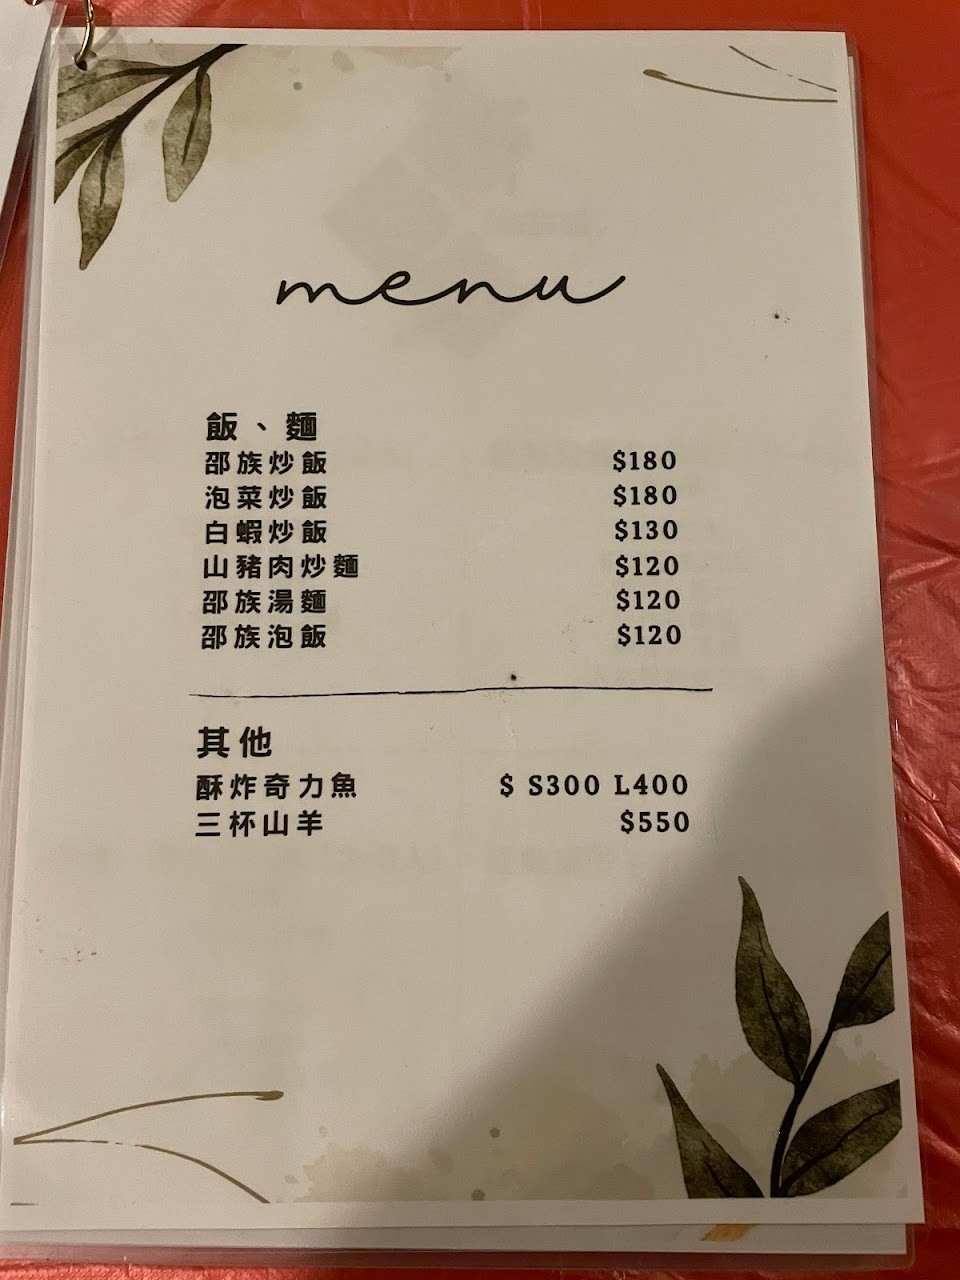 menu
飯、麵
邵族炒飯 $180
泡菜炒飯 $180
白蝦炒飯 $130
山豬肉炒麵 $120
邵族湯麵 $120
邵族泡飯 $120
其他
酥炸奇力魚 $ S300 L400
三杯山羊 $550